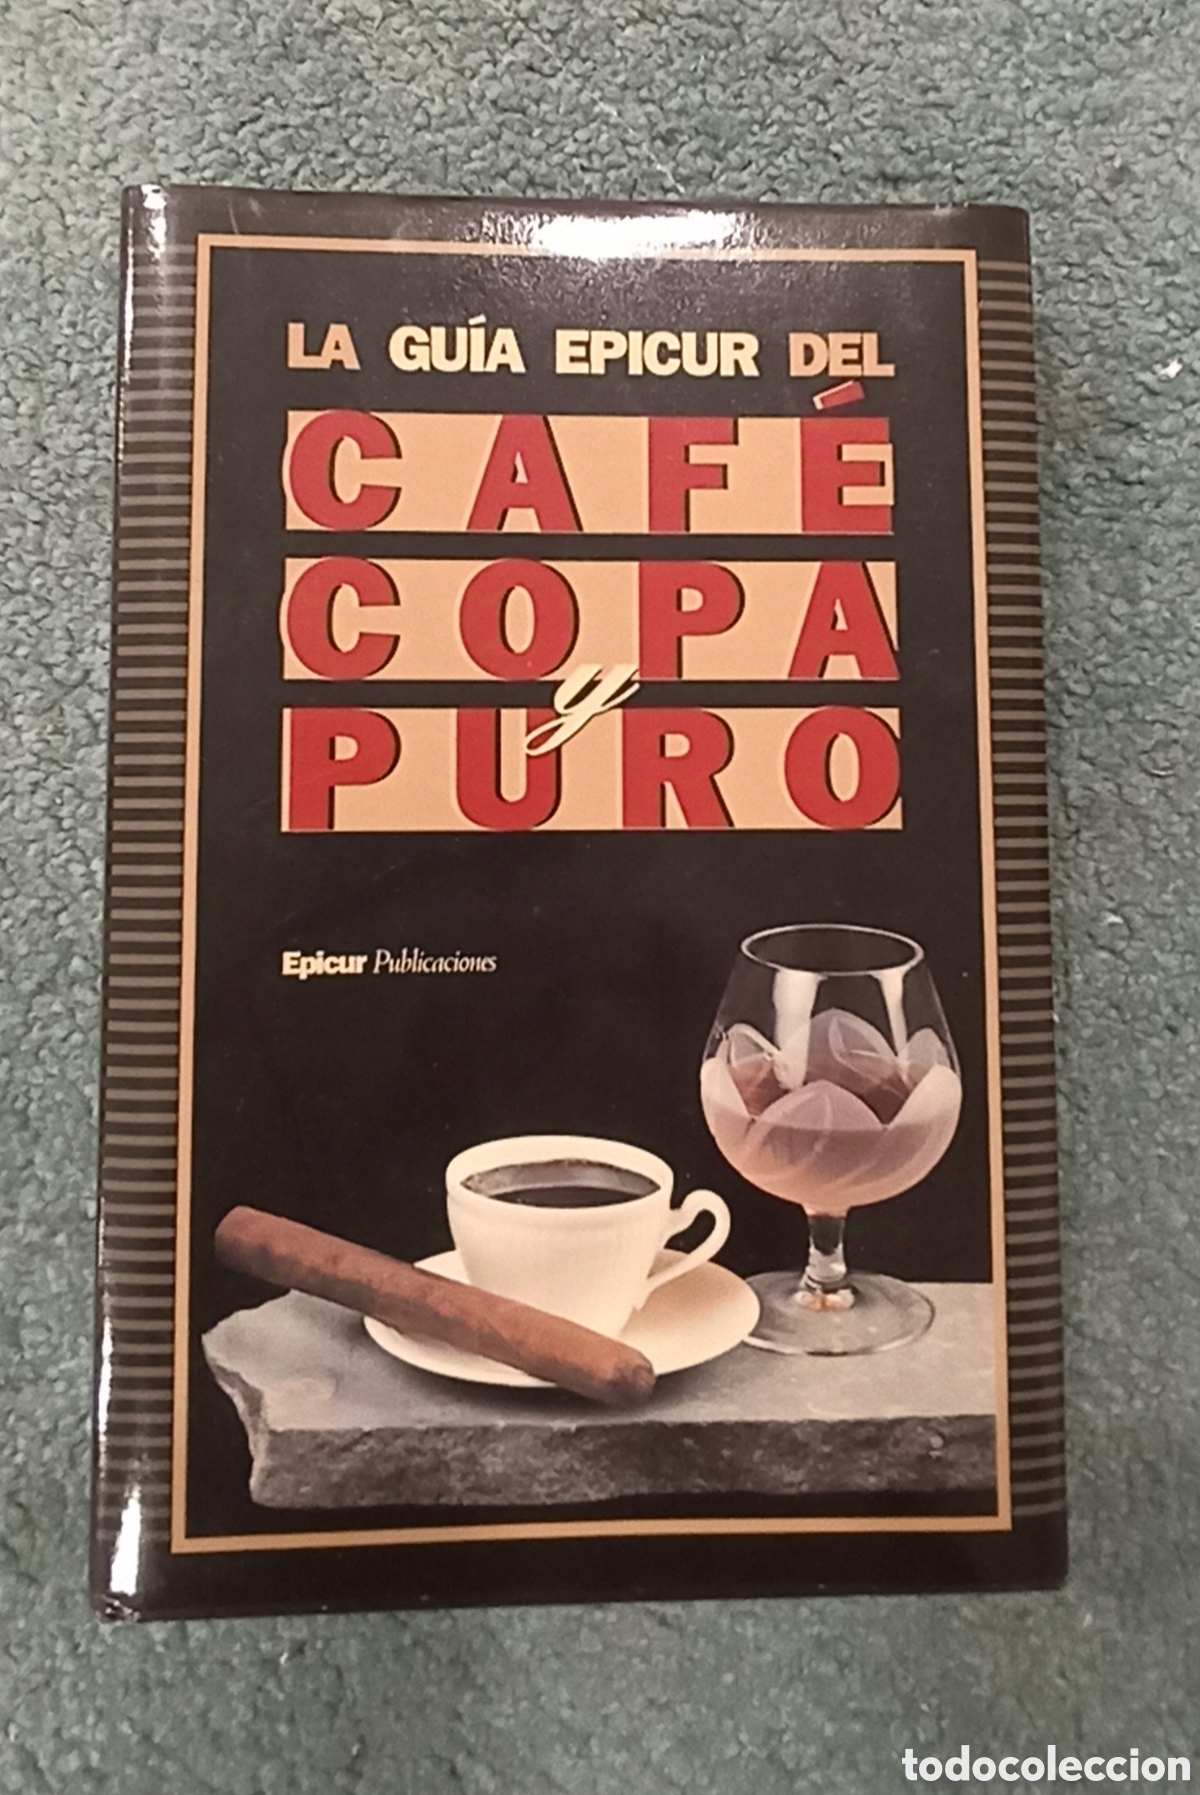 LA GUÍA EPICUR DEL
CAFÉ
COPA
y
PURO
Epicur Publicaciones
todocoleccion